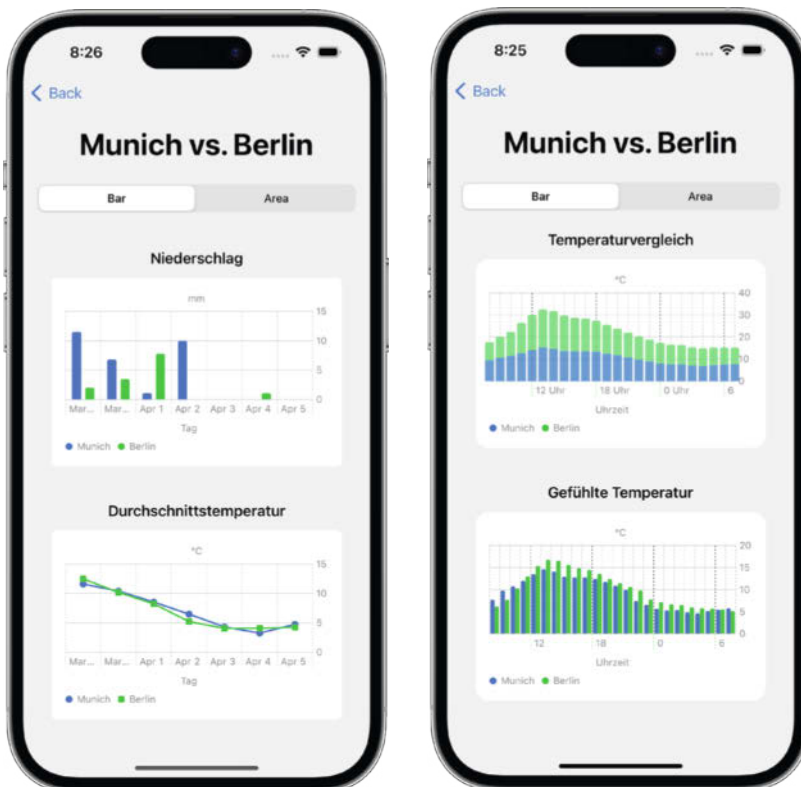 8:26
Back
Munich vs. Berlin
Bar Area
Niederschlag
mm
15
10
5
0
Mar... Mar... Apr 1 Apr 2 Apr 3 Apr 4 Apr 5
Tag
Munich Berlin
Durchschnittstemperatur
°C
15
10
5
0
Mar... Mar... Apr 1 Apr 2 Apr 3 Apr 4 Apr 5
Tag
Munich Berlin
8:25
Back
Munich vs. Berlin
Bar Area
Temperaturvergleich
°C
40
30
20
10
0
12 Uhr 18 Uhr 0 Uhr 6
Uhrzeit
Munich Berlin
Gefühlte Temperatur
°C
20
15
10
5
0
12 18 0 6
Uhrzeit
Munich Berlin